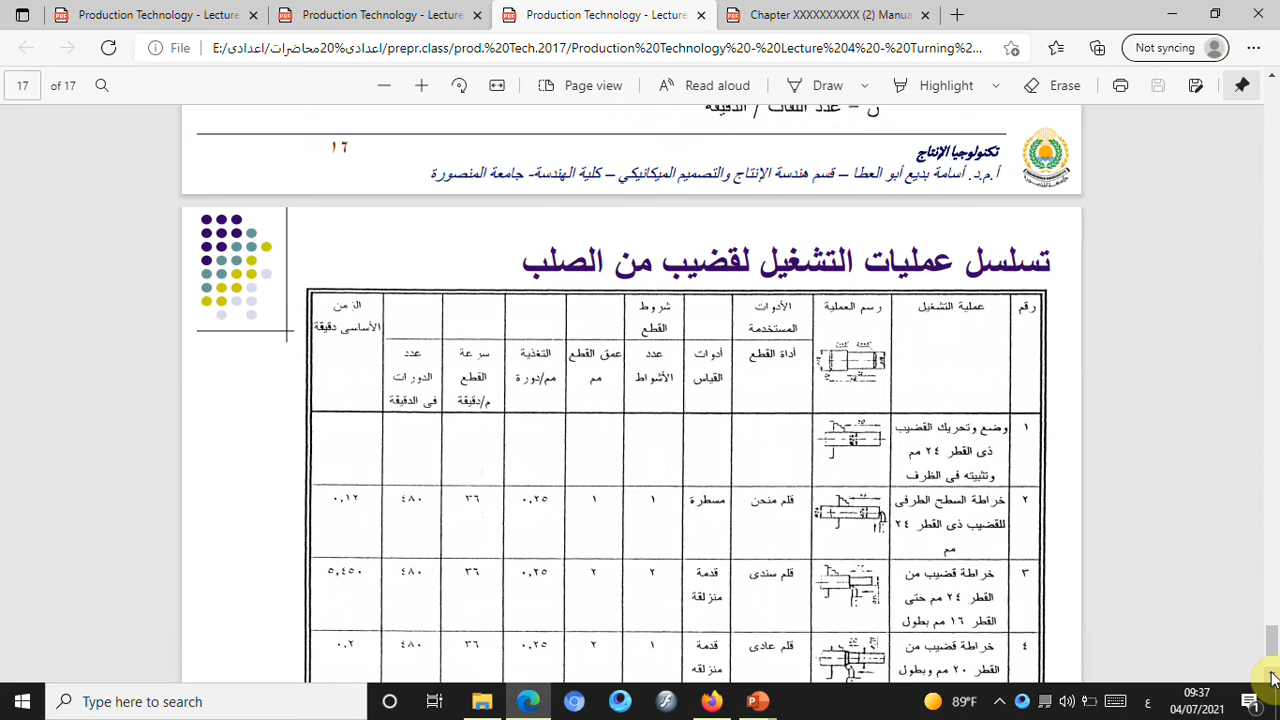 Production Technology - Lecture
Production Technology - Lecture
Production Technology - Lecture
Chapter XXXXXXXXXX (2) Manua
File
E:/اعدادى/محاضرات%20اعدادى/prepr.class/prod.%20Tech.2017/Production%20Technology%20-%20Lecture%204%20-%20Turning%2...
Not syncing
17 of 17
Page view
Read aloud
Draw
Highlight
Erase
ن = عدد اللفات / الدقيقة
١٦
تكنولوجيا الإنتاج
أ.م.د. أسامة بديع أبو العطا – قسم هندسة الإنتاج والتصميم الميكانيكي – كلية الهندسة- جامعة المنصورة
تسلسل عمليات التشغيل لقضيب من الصلب
رقم
عملية التشغيل
رسم العملية
الأدوات المستخدمة
شروط القطع
الزمن الأساسى دقيقة
أداة القطع
أدوات القياس
عدد الأشواط
عمق القطع مم
التغذية مم/دورة
سرعة القطع م/دقيقة
عدد الدورات فى الدقيقة
١
وضع وتحريك القضيب
ذى القطر ٢٤ مم
وتثبيته فى الظرف
٢
خراطة السطح الطرفى
للقضيب ذى القطر ٢٤
مم
قلم منحن
مسطرة
١
١
٠,٢٥
٣٦
٤٨٠
٠,١٢
٣
خراطة قضيب من
القطر ٢٤ مم حتى
القطر ١٦ مم بطول
قلم سندى
قدمة منزلقة
٢
٢
٠,٢٥
٣٦
٤٨٠
٥,٤٥٠
٤
خراطة قضيب من
القطر ٢٠ مم وبطول
قلم عادى
قدمة منزلقه
١
٢
٠,٢٥
٣٦
٤٨٠
٠,٢
Type here to search
89°F
ع
09:37
04/07/2021
1